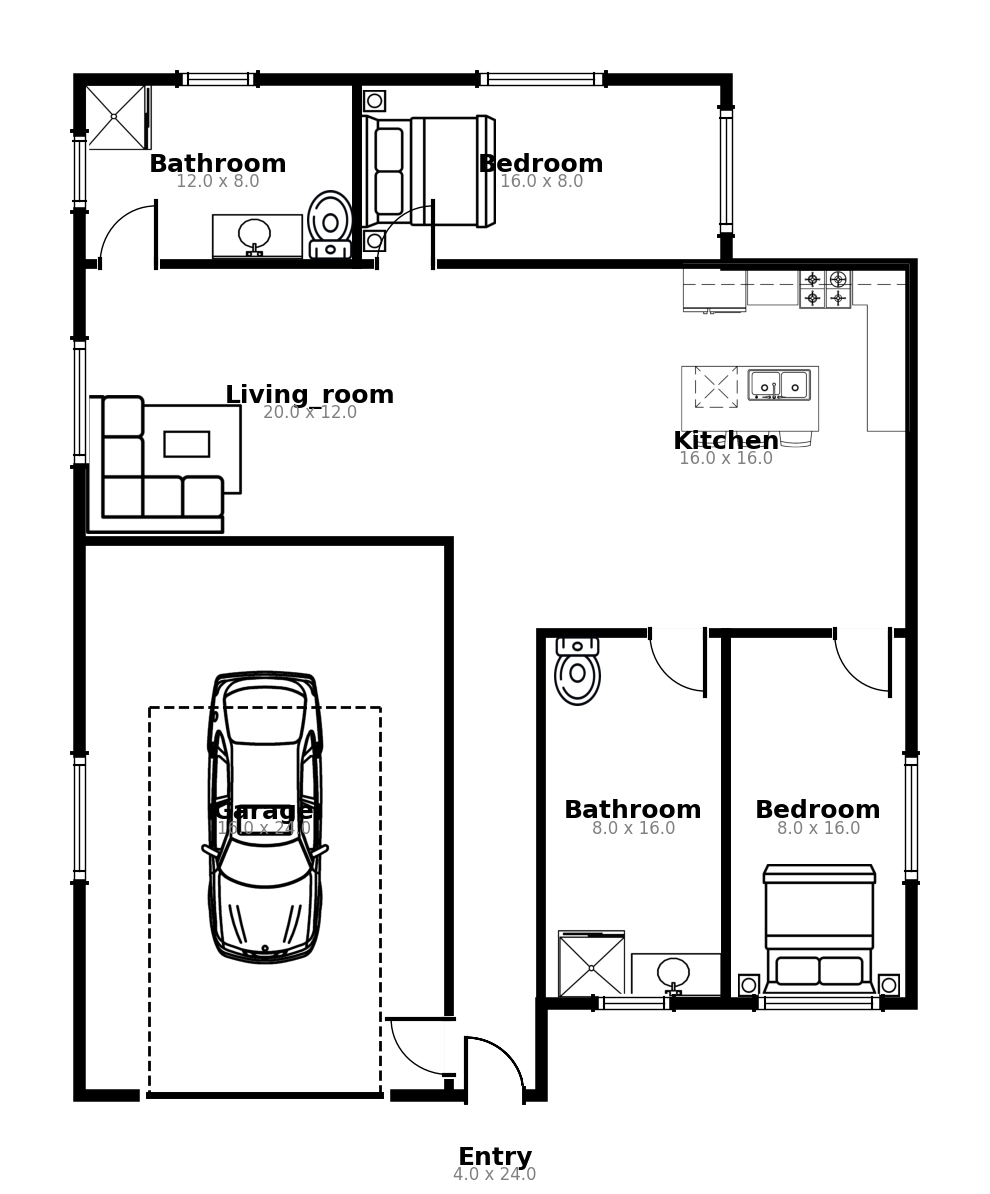 Bathroom
12.0 x 8.0
Bedroom
16.0 x 8.0
Living_room
20.0 x 12.0
Kitchen
16.0 x 16.0
Garage
16.0 x 24.0
Bathroom
8.0 x 16.0
Bedroom
8.0 x 16.0
Entry
4.0 x 24.0